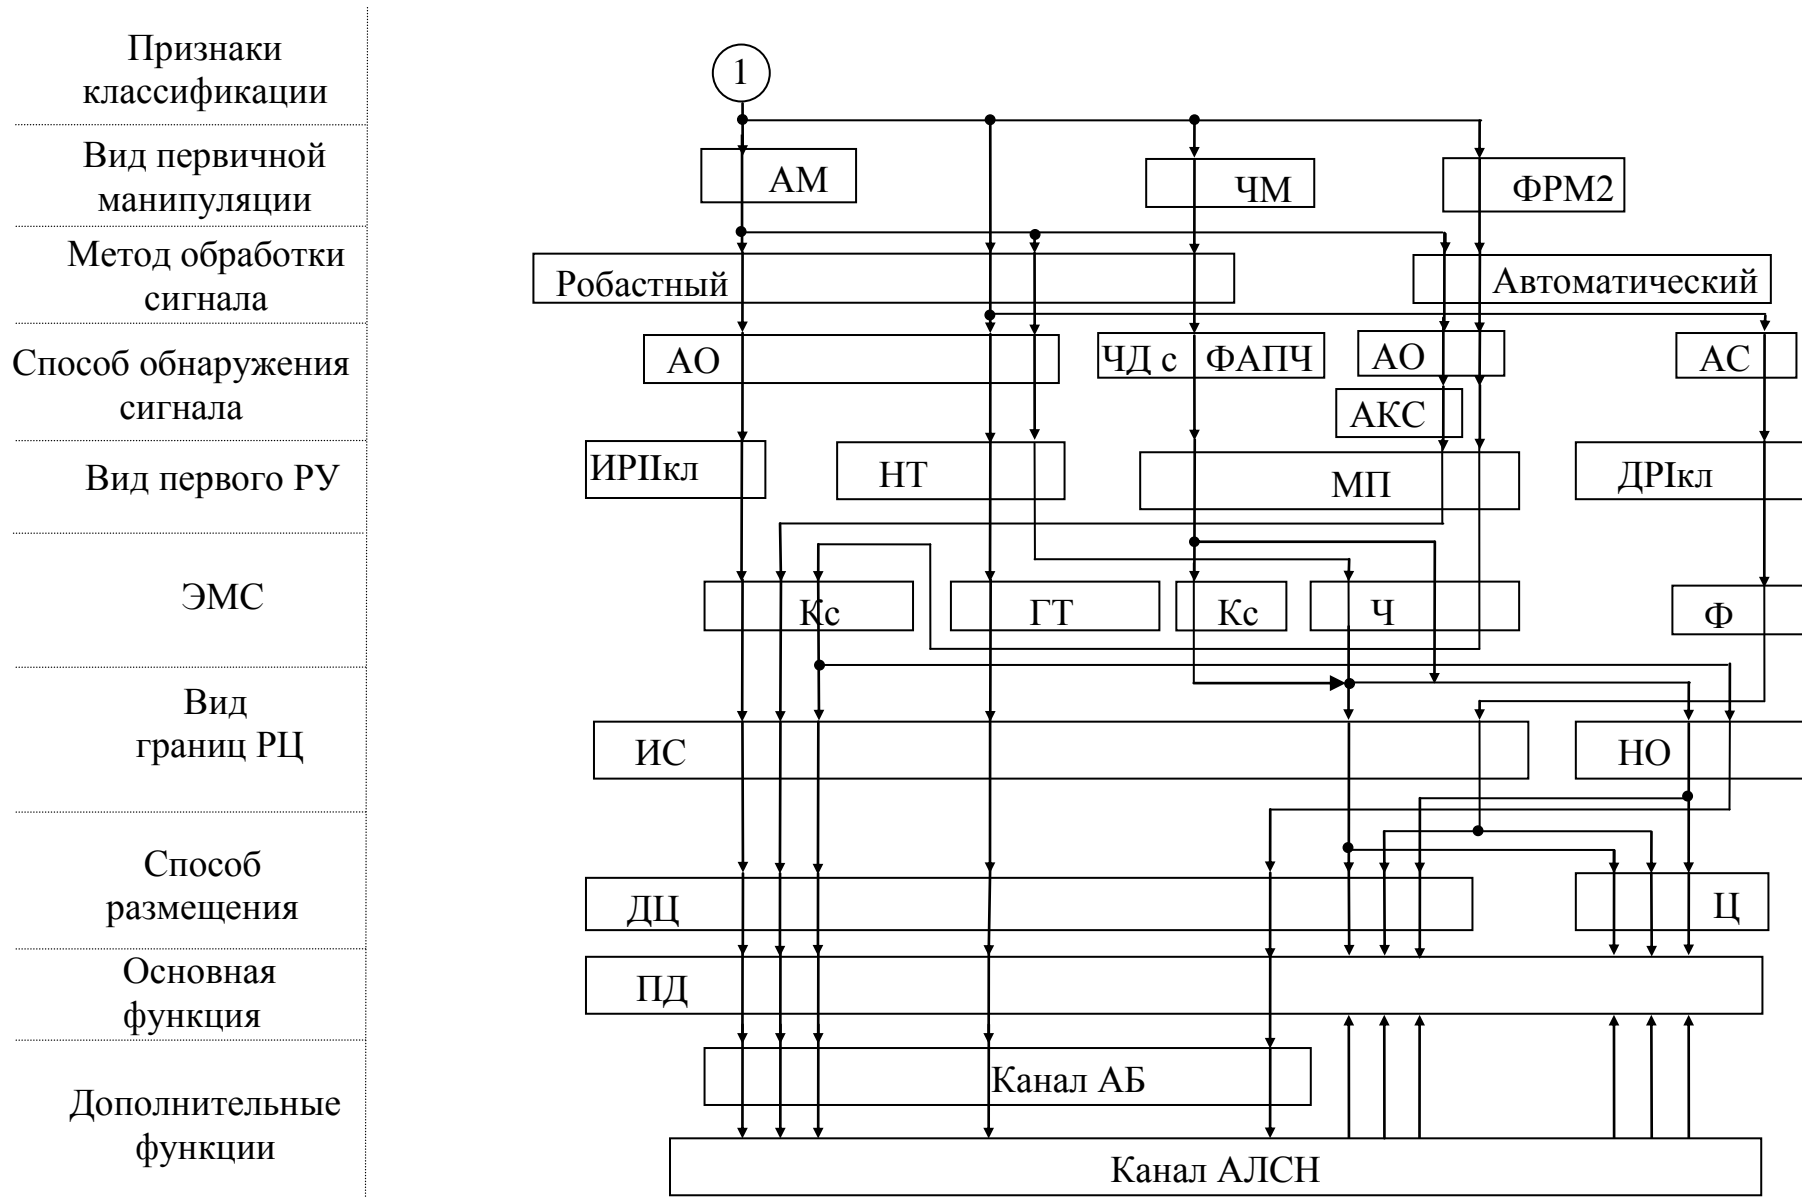 Признаки
классификации
1
Вид первичной
манипуляции
АМ
ЧМ
ФРМ2
Метод обработки
сигнала
Робастный
Автоматический
Способ обнаружения
сигнала
АО
ЧД с ФАПЧ
АО
АС
АКС
Вид первого РУ
ИРIIкл
НТ
МП
ДРIкл
ЭМС
Кс
ГТ
Кс
Ч
Ф
Вид
границ РЦ
ИС
НО
Способ
размещения
ДЦ
Ц
Основная
функция
ПД
Дополнительные
функции
Канал АБ
Канал АЛСН